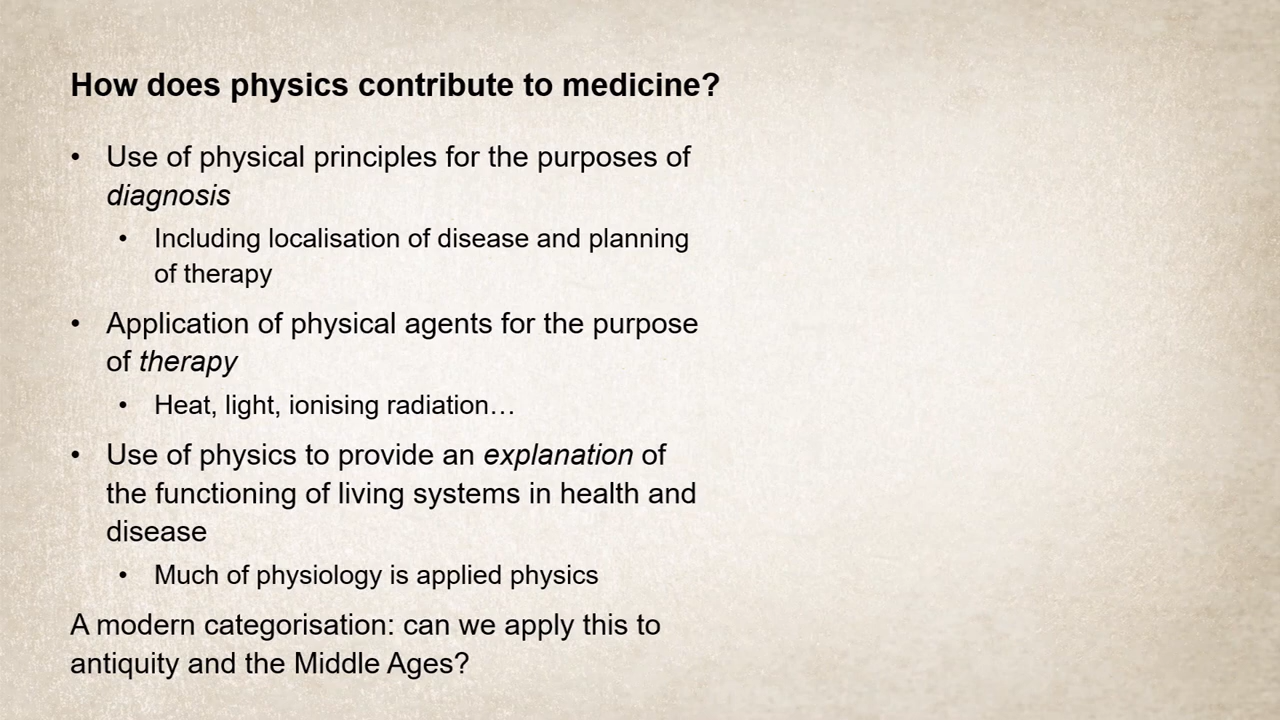 How does physics contribute to medicine?
• Use of physical principles for the purposes of
diagnosis
• Including localisation of disease and planning
of therapy
• Application of physical agents for the purpose
of therapy
• Heat, light, ionising radiation…
• Use of physics to provide an explanation of
the functioning of living systems in health and
disease
• Much of physiology is applied physics
A modern categorisation: can we apply this to
antiquity and the Middle Ages?